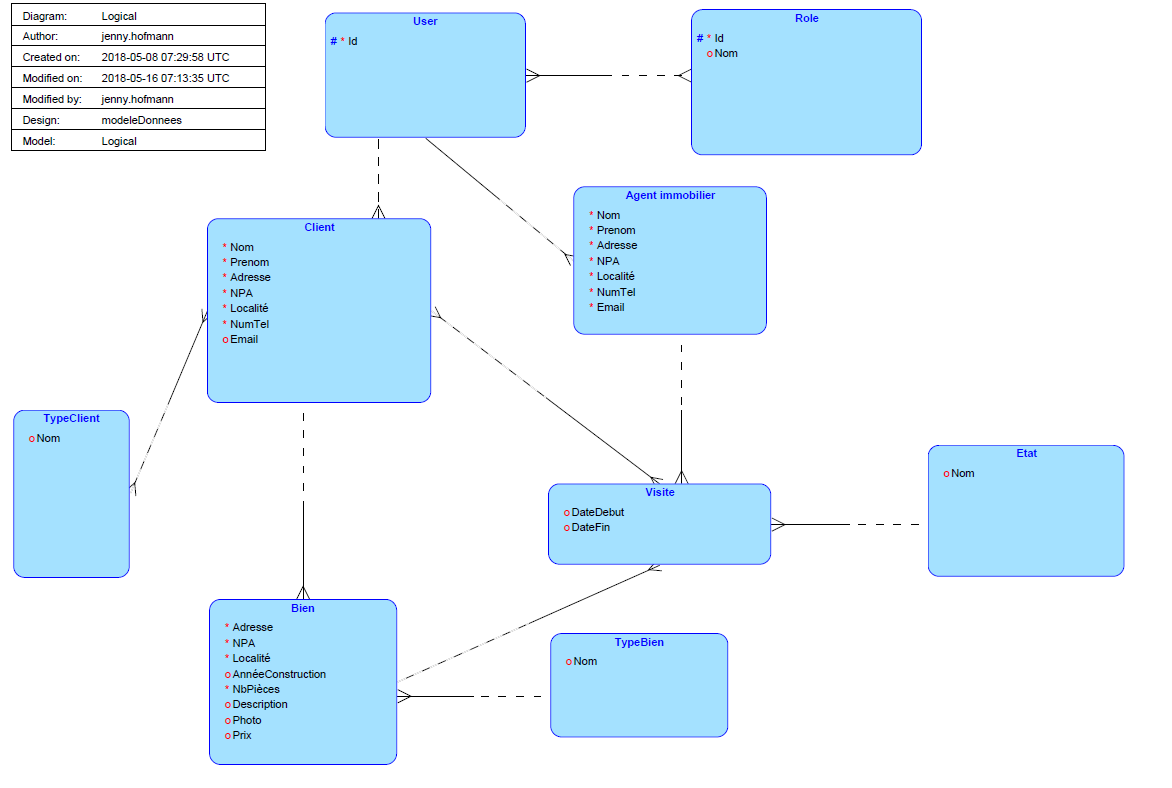 Diagram: Logical
Author: jenny.hofmann
Created on: 2018-05-08 07:29:58 UTC
Modified on: 2018-05-16 07:13:35 UTC
Modified by: jenny.hofmann
Design: modeleDonnees
Model: Logical
User
# * Id
Role
# * Id
o Nom
Agent immobilier
* Nom
* Prenom
* Adresse
* NPA
* Localité
* NumTel
* Email
Client
* Nom
* Prenom
* Adresse
* NPA
* Localité
* NumTel
o Email
TypeClient
o Nom
Etat
o Nom
Visite
o DateDebut
o DateFin
Bien
* Adresse
* NPA
* Localité
o AnnéeConstruction
* NbPièces
o Description
o Photo
o Prix
TypeBien
o Nom